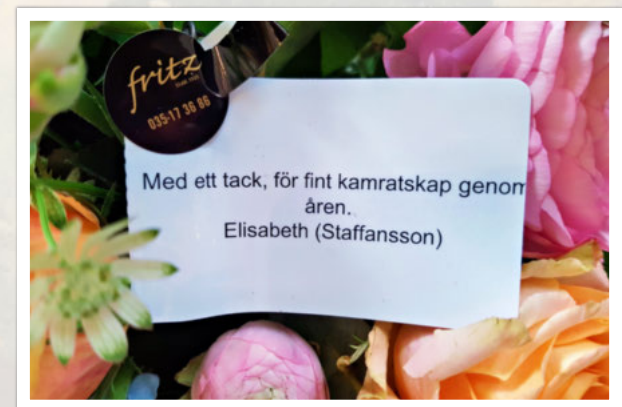 fritz
035-17 36 86
Med ett tack, för fint kamratskap genom
åren.
Elisabeth (Staffansson)